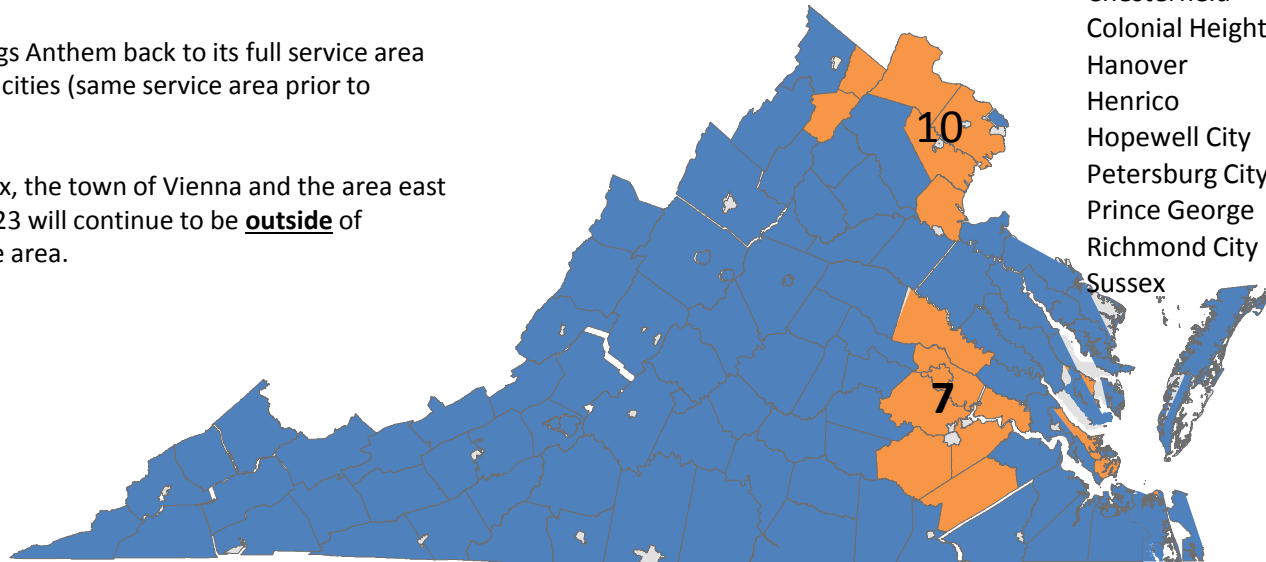 gs Anthem back to its full service area
cities (same service area prior to
x, the town of Vienna and the area east
23 will continue to be outside of
e area.
10
7
Colonial Height
Hanover
Henrico
Hopewell City
Petersburg City
Prince George
Richmond City
Sussex